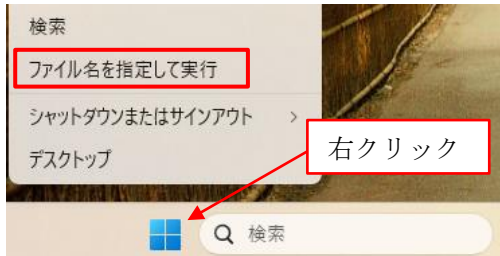 検索
ファイル名を指定して実行
シャットダウンまたはサインアウト
デスクトップ
右クリック
検索